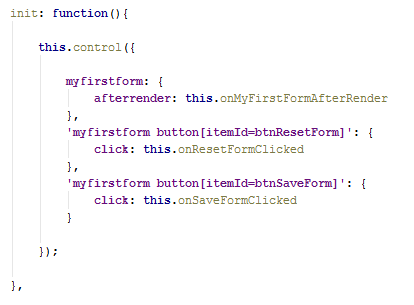 init: function(){
this.control({
myfirstform: {
afterrender: this.onMyFirstFormAfterRender
},
'myfirstform button[itemId=btnResetForm]': {
click: this.onResetFormClicked
},
'myfirstform button[itemId=btnSaveForm]': {
click: this.onSaveFormClicked
}
});
},